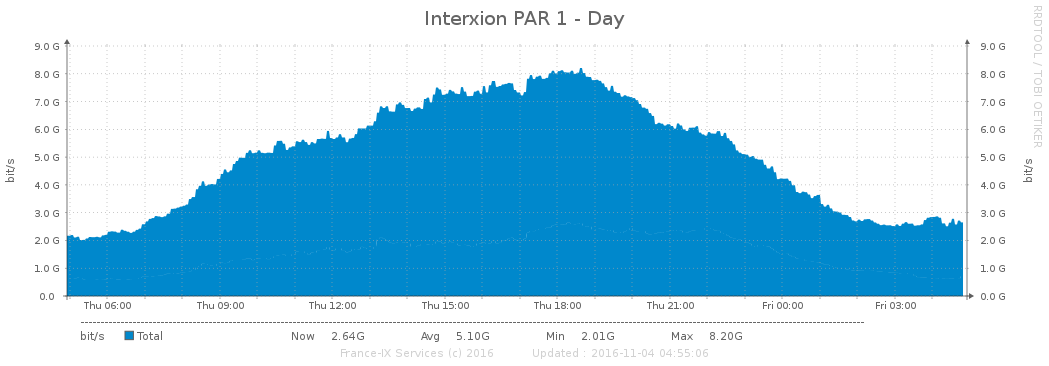 Interxion PAR 1 - Day
RRDTOOL / TOBI OETIKER
9.0 G 9.0 G
8.0 G 8.0 G
7.0 G 7.0 G
6.0 G 6.0 G
5.0 G 5.0 G
4.0 G 4.0 G
3.0 G 3.0 G
2.0 G 2.0 G
1.0 G 1.0 G
0.0 0.0 G
bit/s bit/s
Thu 06:00 Thu 09:00 Thu 12:00 Thu 15:00 Thu 18:00 Thu 21:00 Fri 00:00 Fri 03:00
bit/s Total Now 2.64G Avg 5.10G Min 2.01G Max 8.20G
France-IX Services (c) 2016 Updated : 2016-11-04 04:55:06